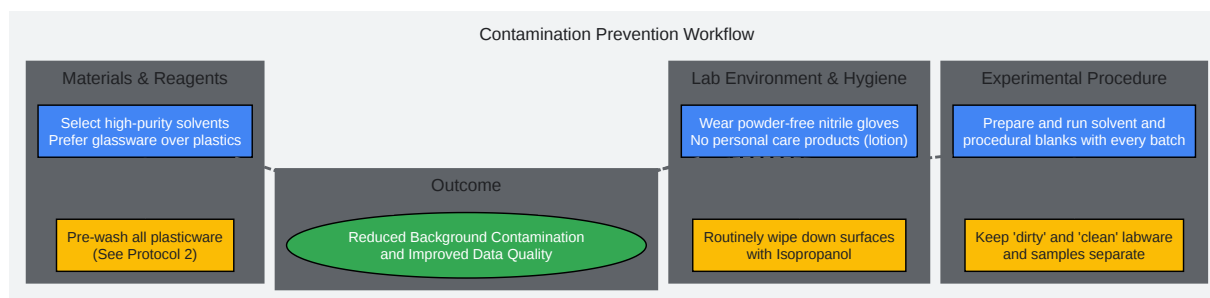 Contamination Prevention Workflow
Materials & Reagents
Select high-purity solvents
Prefer glassware over plastics
Pre-wash all plasticware
(See Protocol 2)
Outcome
Reduced Background Contamination
and Improved Data Quality
Lab Environment & Hygiene
Wear powder-free nitrile gloves
No personal care products (lotion)
Routinely wipe down surfaces
with Isopropanol
Experimental Procedure
Prepare and run solvent and
procedural blanks with every batch
Keep 'dirty' and 'clean' labware
and samples separate